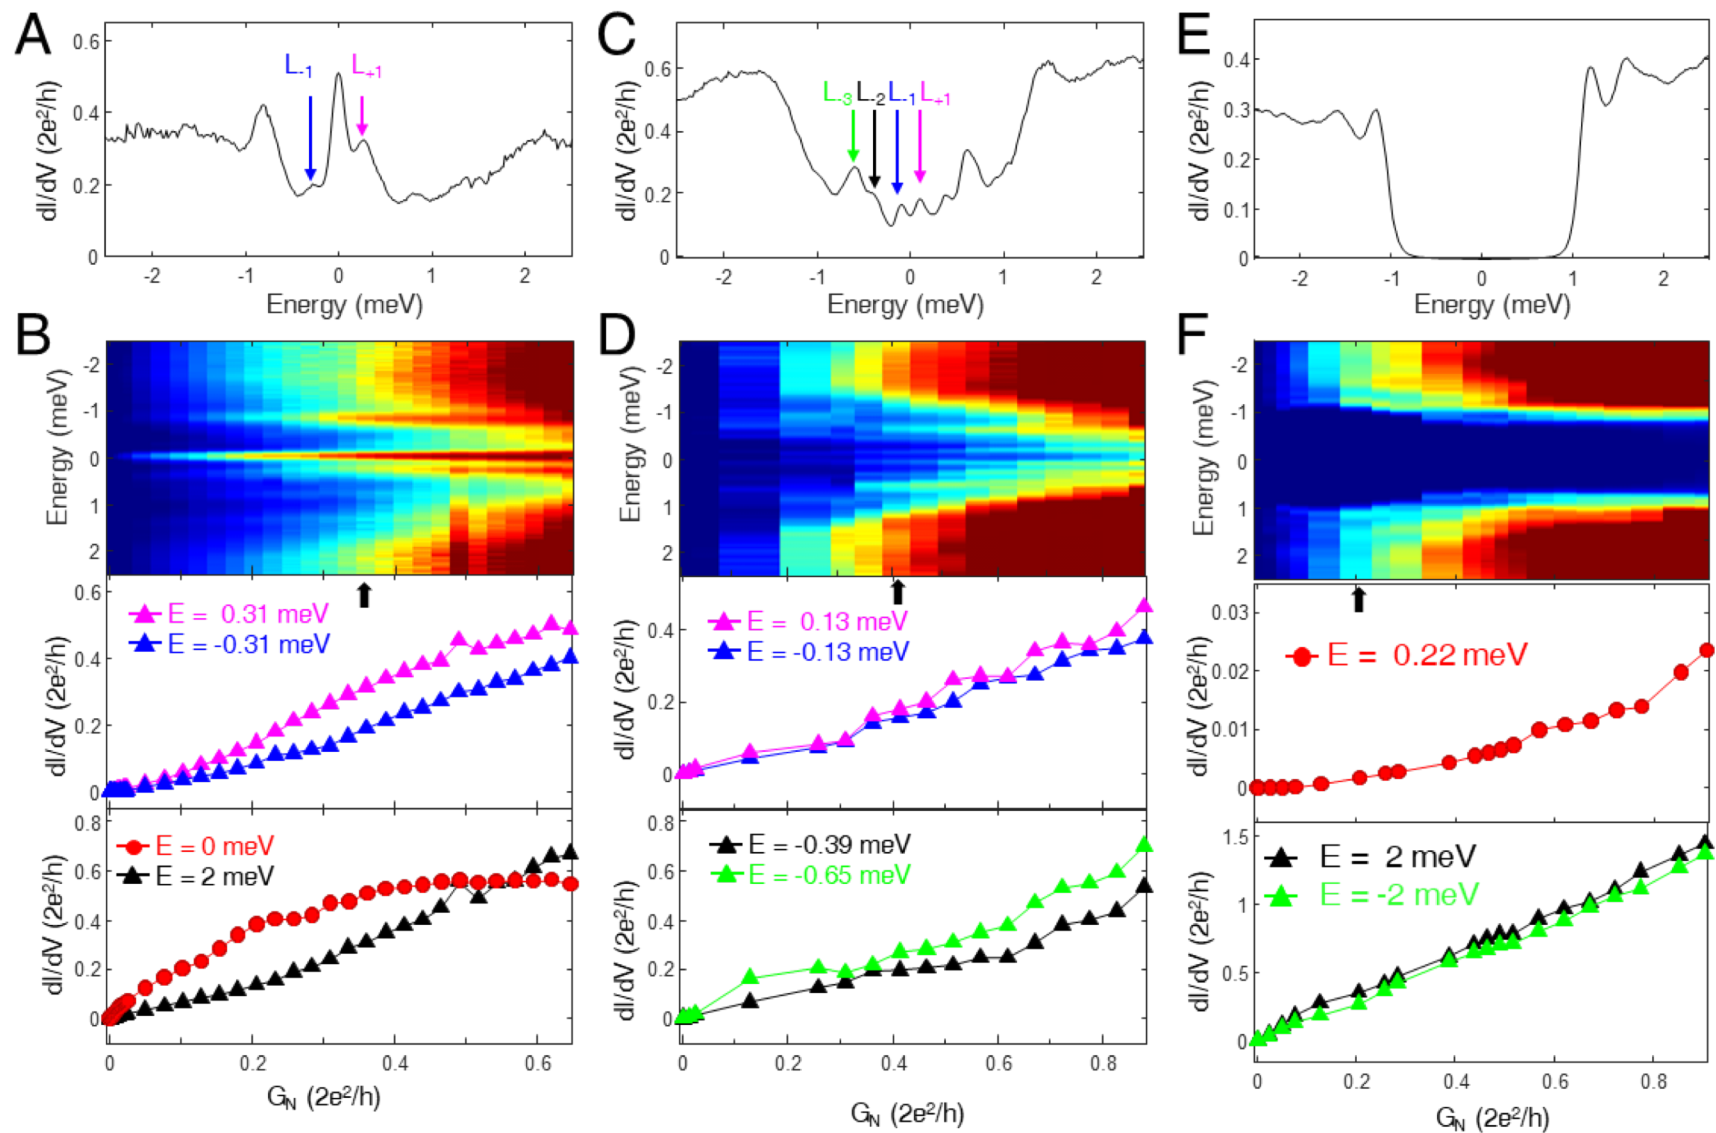 A
dI/dV (2e²/h)
0.6
0.4
0.2
0
L₋₁
L₊₁
-2
-1
0
1
2
Energy (meV)
C
dI/dV (2e²/h)
0.6
0.4
0.2
0
L₋₃ L₋₂ L₋₁ L₊₁
-2
-1
0
1
2
Energy (meV)
E
dI/dV (2e²/h)
0.4
0.3
0.2
0.1
0
-2
-1
0
1
2
Energy (meV)
B
Energy (meV)
-2
-1
0
1
2
dI/dV (2e²/h)
0.6
0.4
0.2
0
E = 0.31 meV
E = -0.31 meV
dI/dV (2e²/h)
0.8
0.6
0.4
0.2
0
E = 0 meV
E = 2 meV
0
0.2
0.4
0.6
G_N (2e²/h)
D
Energy (meV)
-2
-1
0
1
2
dI/dV (2e²/h)
0.4
0.2
0
E = 0.13 meV
E = -0.13 meV
dI/dV (2e²/h)
0.8
0.6
0.4
0.2
0
E = -0.39 meV
E = -0.65 meV
0
0.2
0.4
0.6
0.8
G_N (2e²/h)
F
Energy (meV)
-2
-1
0
1
2
dI/dV (2e²/h)
0.03
0.02
0.01
0
E = 0.22 meV
dI/dV (2e²/h)
1.5
1
0.5
0
E = 2 meV
E = -2 meV
0
0.2
0.4
0.6
0.8
G_N (2e²/h)